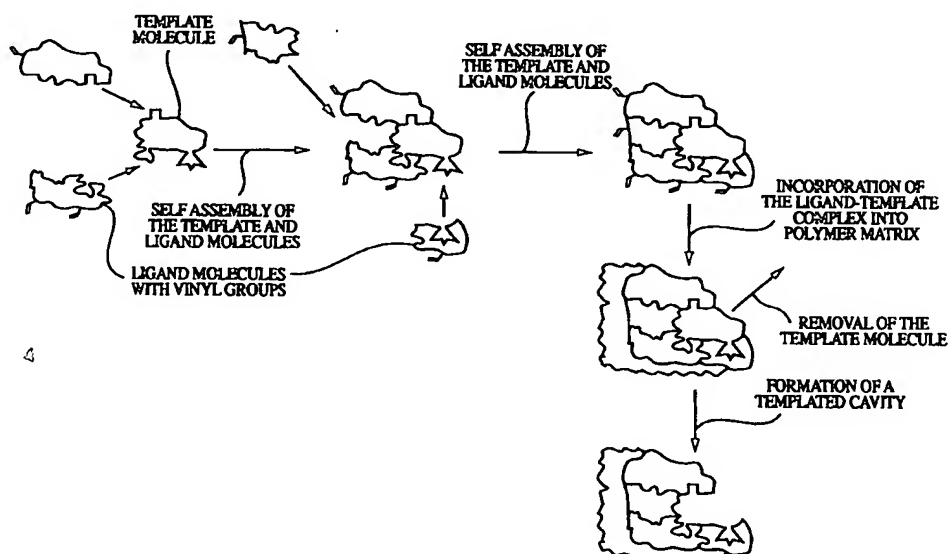 TEMPLATE
MOLECULE
SELF ASSEMBLY OF
THE TEMPLATE AND
LIGAND MOLECULES
SELF ASSEMBLY OF
THE TEMPLATE AND
LIGAND MOLECULES
LIGAND MOLECULES
WITH VINYL GROUPS
INCORPORATION OF
THE LIGAND-TEMPLATE
COMPLEX INTO
POLYMER MATRIX
REMOVAL OF THE
TEMPLATE MOLECULE
FORMATION OF A
TEMPLATED CAVITY